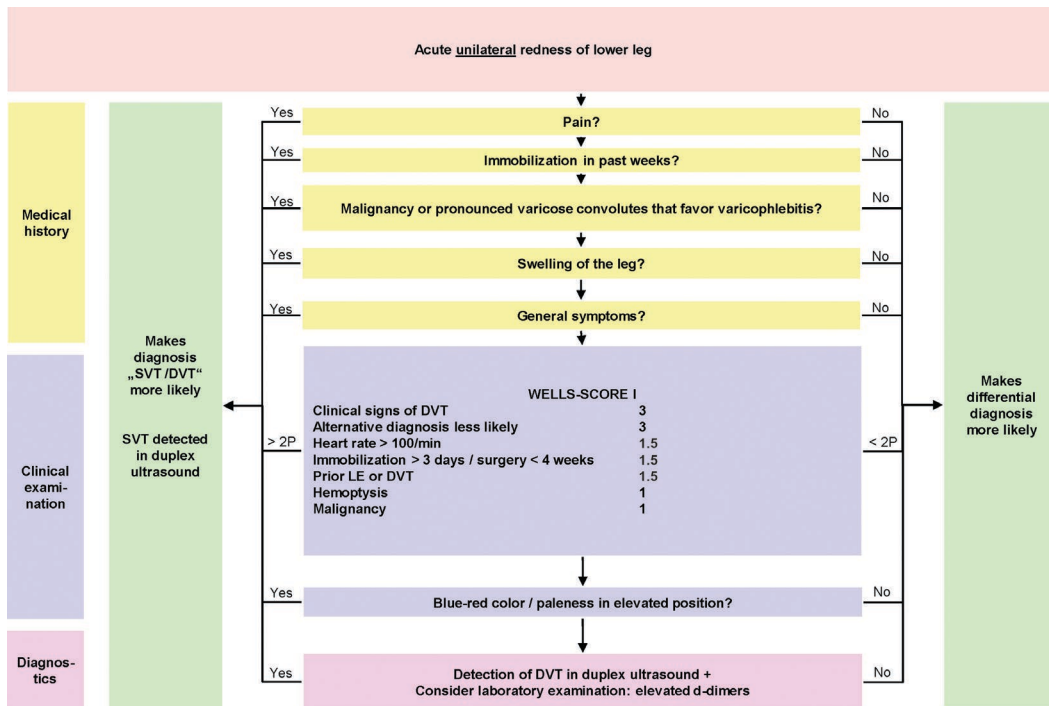 Acute unilateral redness of lower leg
Yes
Pain?
No
Yes
Immobilization in past weeks?
No
Yes
Malignancy or pronounced varicose convolutes that favor varicophlebitis?
No
Medical
history
Yes
Swelling of the leg?
No
Yes
General symptoms?
No
Makes
diagnosis
„SVT /DVT“
more likely
SVT detected
in duplex
ultrasound
WELLS-SCORE I
Clinical signs of DVT 3
Alternative diagnosis less likely 3
Heart rate > 100/min 1.5
Immobilization > 3 days / surgery < 4 weeks 1.5
Prior LE or DVT 1.5
Hemoptysis 1
Malignancy 1
> 2P
< 2P
Makes
differential
diagnosis
more likely
Clinical
exami-
nation
Yes
Blue-red color / paleness in elevated position?
No
Diagnos-
tics
Yes
Detection of DVT in duplex ultrasound +
Consider laboratory examination: elevated d-dimers
No